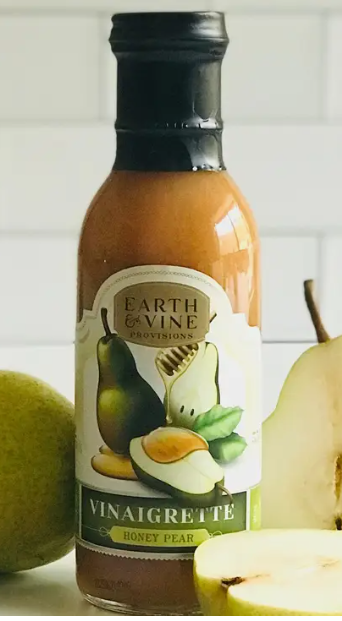 EARTH
& VINE
PROVISIONS
VINAIGRETTE
HONEY PEAR